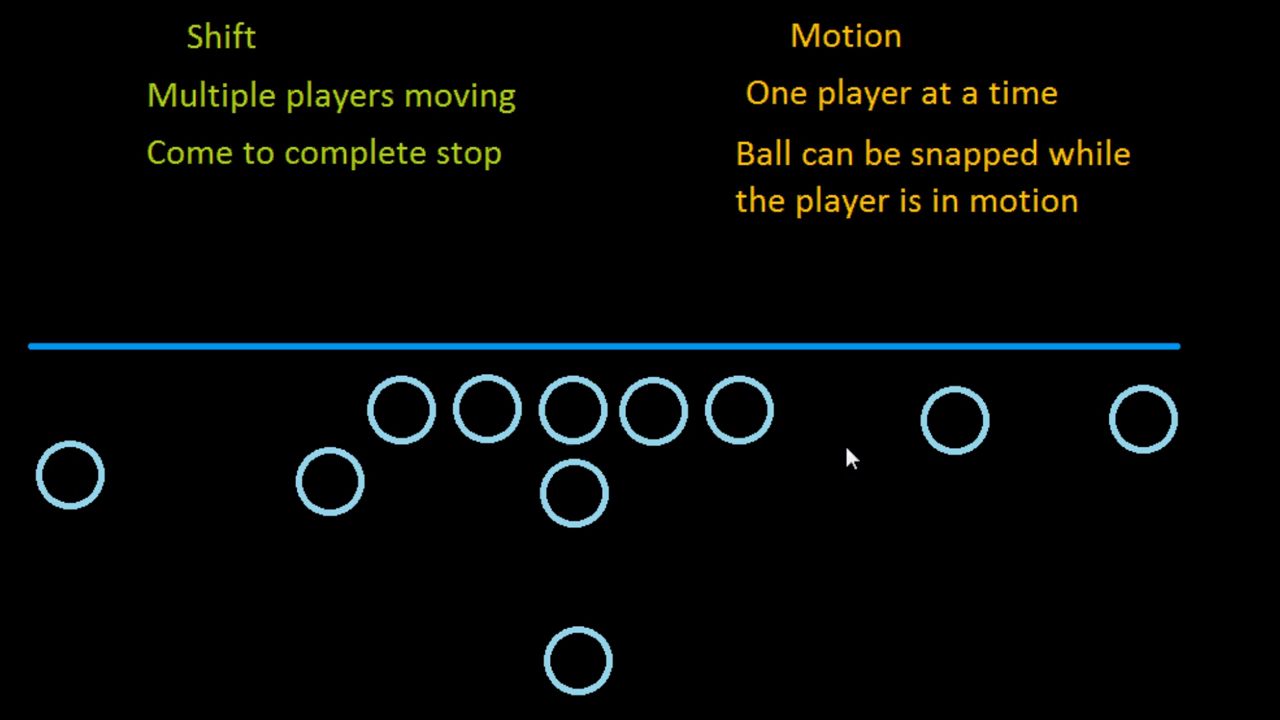 Shift
Multiple players moving
Come to complete stop
Motion
One player at a time
Ball can be snapped while
the player is in motion